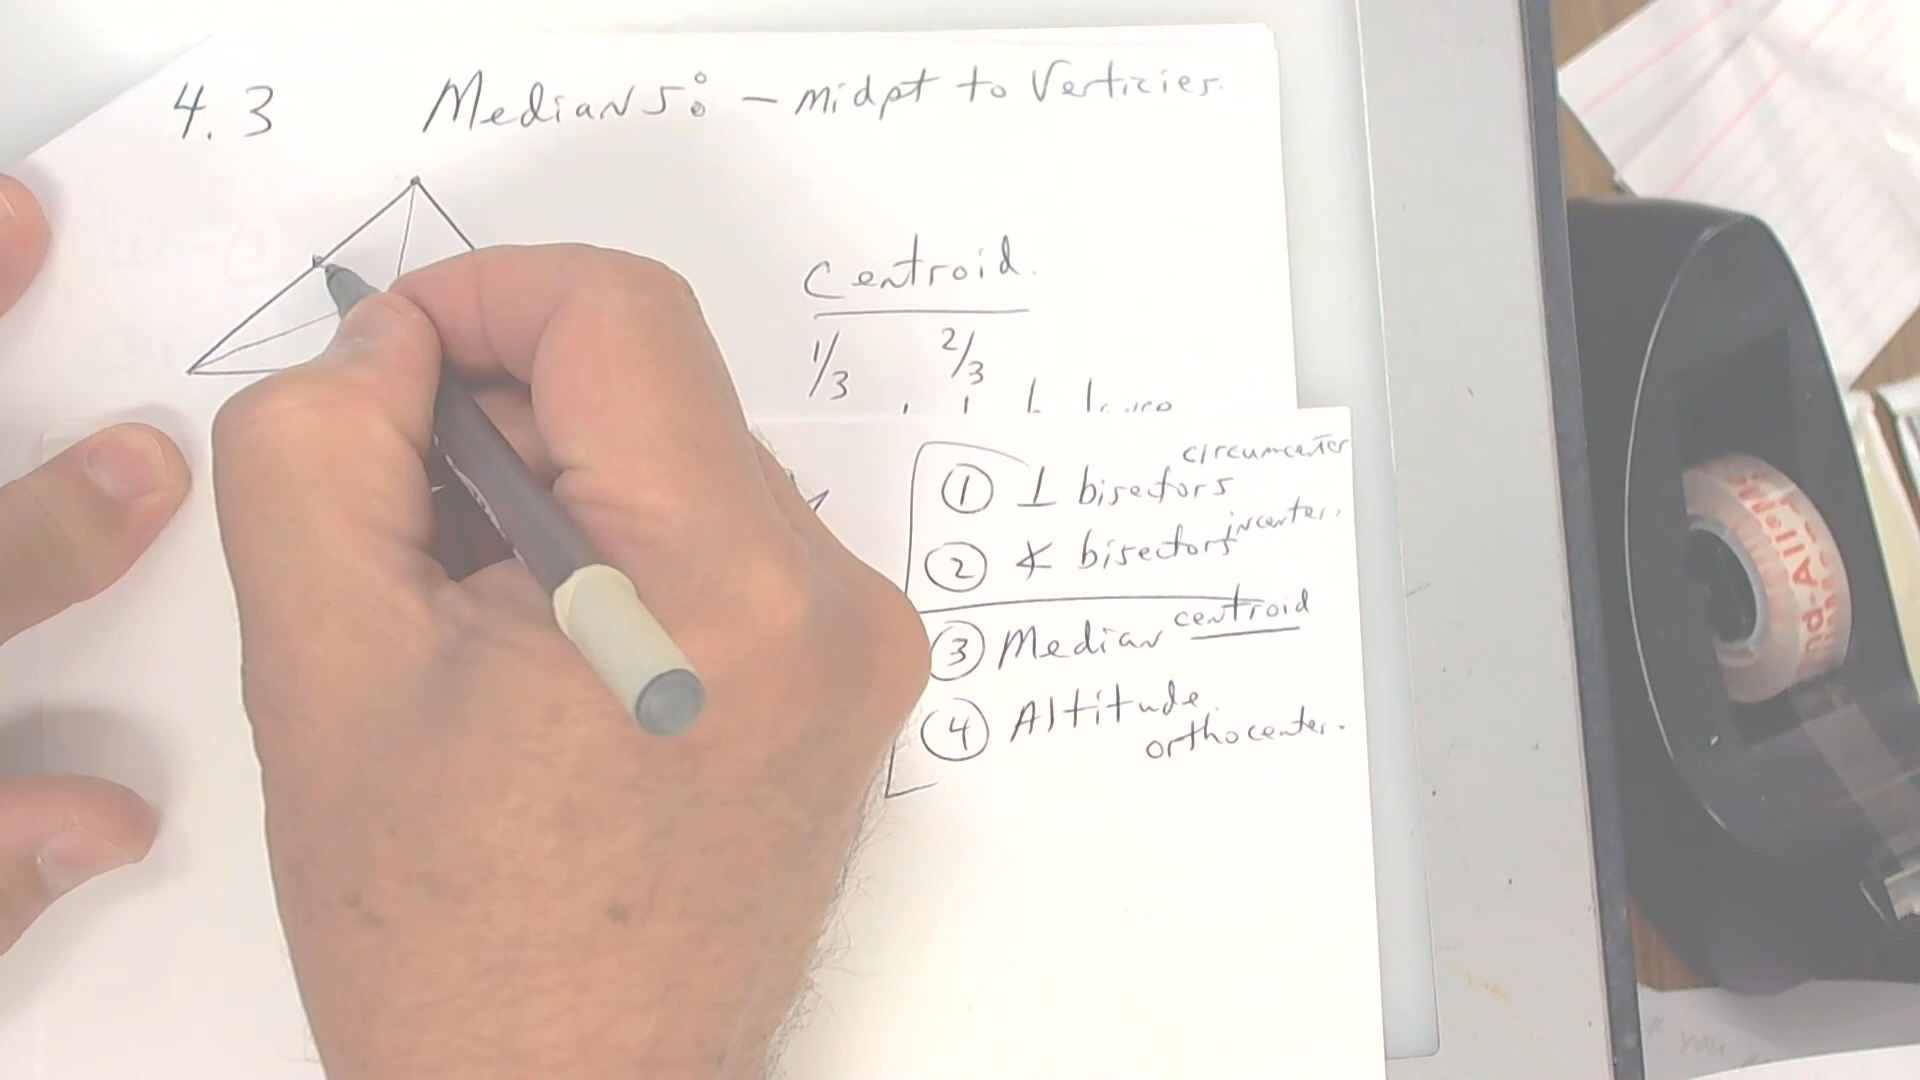 4.3 Medians: - midpt to Verticies.
Centroid.
1/3 2/3
circumcenter
① ⊥ bisectors
② ∡ bisectors incenter.
③ Median centroid
④ Altitude.
orthocenter.